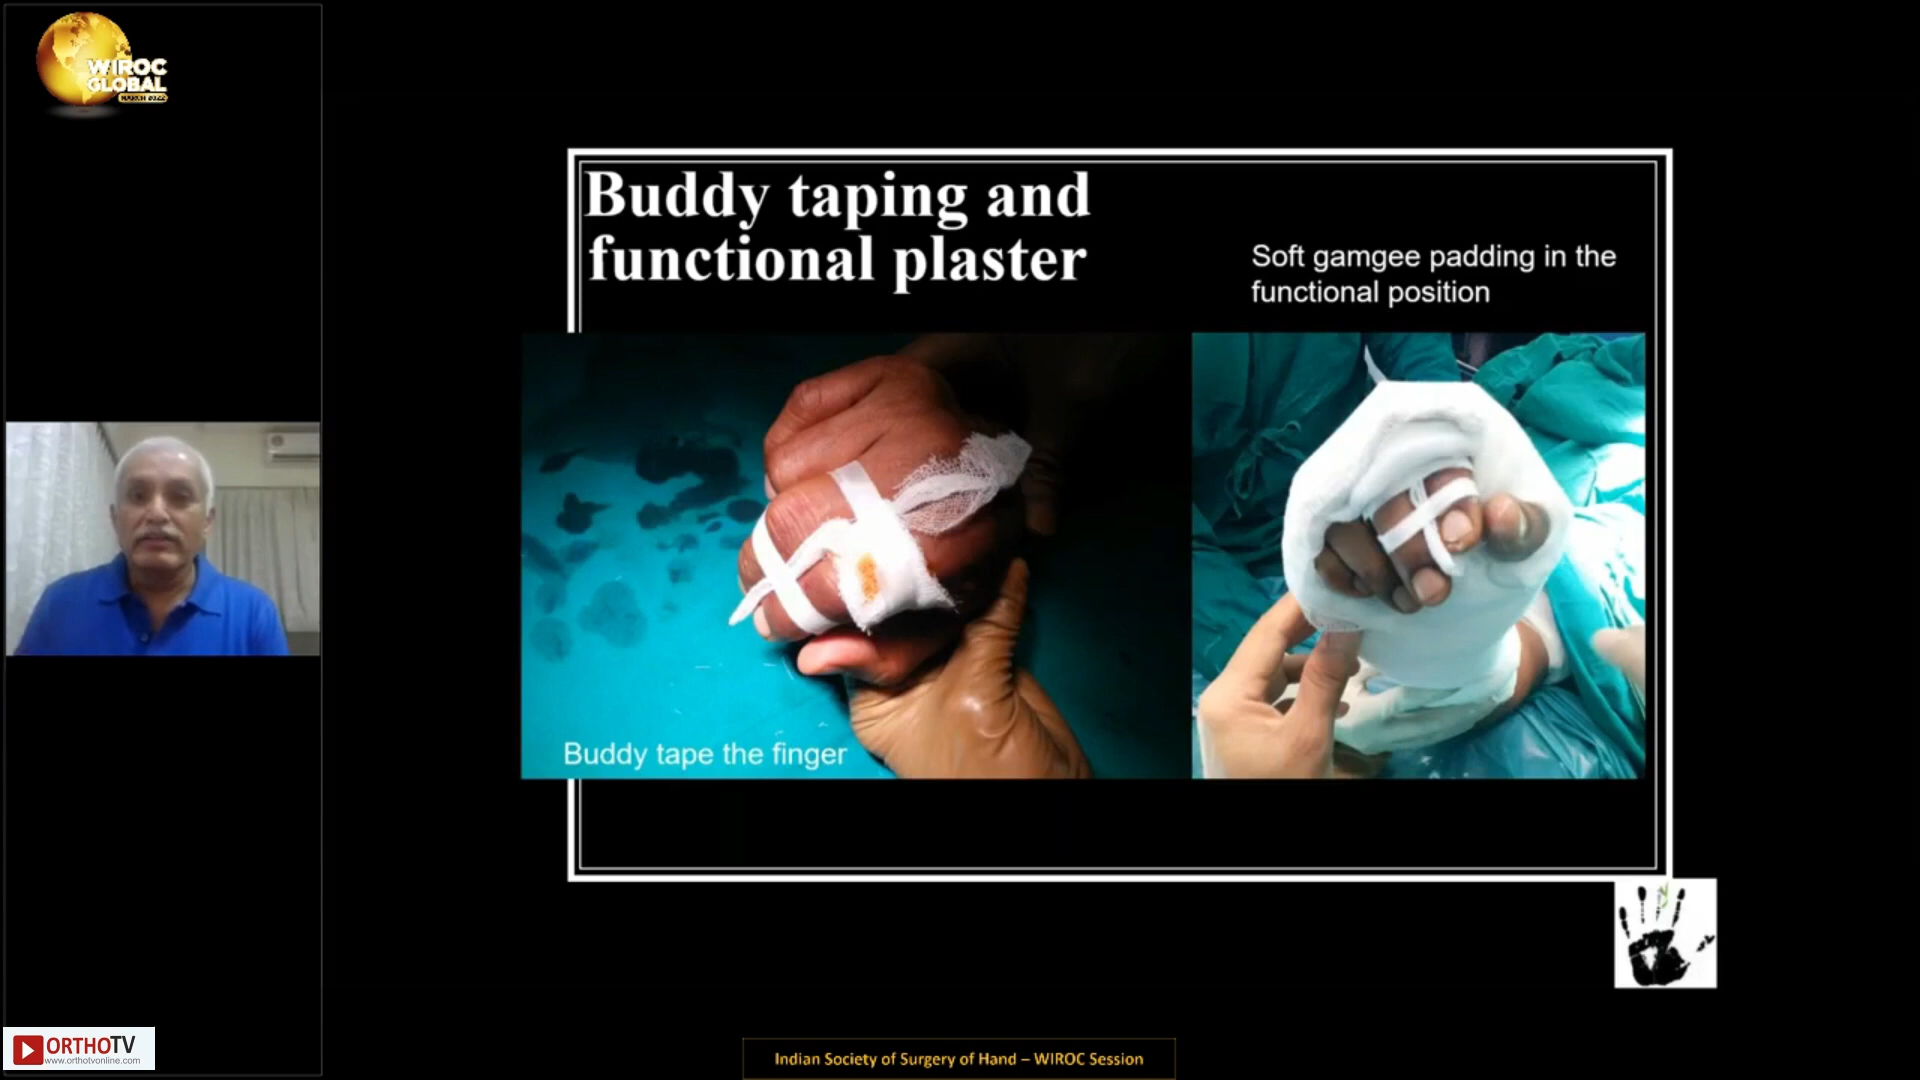 WIROC
GLOBAL
MARCH 2022
Buddy taping and
functional plaster
Soft gamgee padding in the
functional position
Buddy tape the finger
ORTHOTV
www.orthotvonline.com
Indian Society of Surgery of Hand – WIROC Session